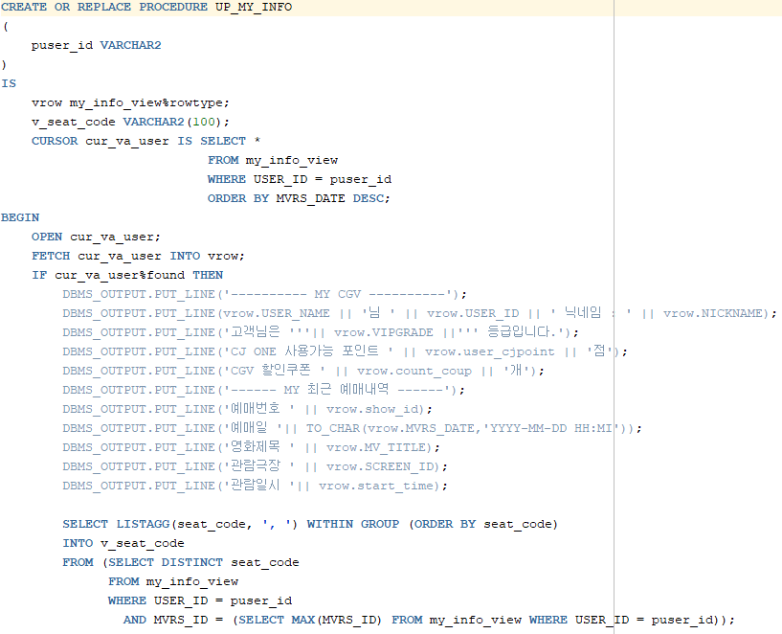 CREATE OR REPLACE PROCEDURE UP_MY_INFO
(
    puser_id VARCHAR2
)
IS
    vrow my_info_view%rowtype;
    v_seat_code VARCHAR2(100);
    CURSOR cur_va_user IS SELECT *
                           FROM my_info_view
                           WHERE USER_ID = puser_id
                           ORDER BY MVRS_DATE DESC;
BEGIN
    OPEN cur_va_user;
    FETCH cur_va_user INTO vrow;
    IF cur_va_user%found THEN
        DBMS_OUTPUT.PUT_LINE('---------- MY CGV ----------');
        DBMS_OUTPUT.PUT_LINE(vrow.USER_NAME || '님 ' || vrow.USER_ID || ' 닉네임 : ' || vrow.NICKNAME);
        DBMS_OUTPUT.PUT_LINE('고객님은 '''|| vrow.VIPGRADE ||''' 등급입니다.');
        DBMS_OUTPUT.PUT_LINE('CJ ONE 사용가능 포인트 ' || vrow.user_cjpoint || '점');
        DBMS_OUTPUT.PUT_LINE('CGV 할인쿠폰 ' || vrow.count_coup || '개');
        DBMS_OUTPUT.PUT_LINE('------ MY 최근 예매내역 ------');
        DBMS_OUTPUT.PUT_LINE('예매번호 ' || vrow.show_id);
        DBMS_OUTPUT.PUT_LINE('예매일 '|| TO_CHAR(vrow.MVRS_DATE,'YYYY-MM-DD HH:MI'));
        DBMS_OUTPUT.PUT_LINE('영화제목 ' || vrow.MV_TITLE);
        DBMS_OUTPUT.PUT_LINE('관람극장 ' || vrow.SCREEN_ID);
        DBMS_OUTPUT.PUT_LINE('관람일시 '|| vrow.start_time);

        SELECT LISTAGG(seat_code, ', ') WITHIN GROUP (ORDER BY seat_code)
        INTO v_seat_code
        FROM (SELECT DISTINCT seat_code
              FROM my_info_view
              WHERE USER_ID = puser_id
                AND MVRS_ID = (SELECT MAX(MVRS_ID) FROM my_info_view WHERE USER_ID = puser_id));